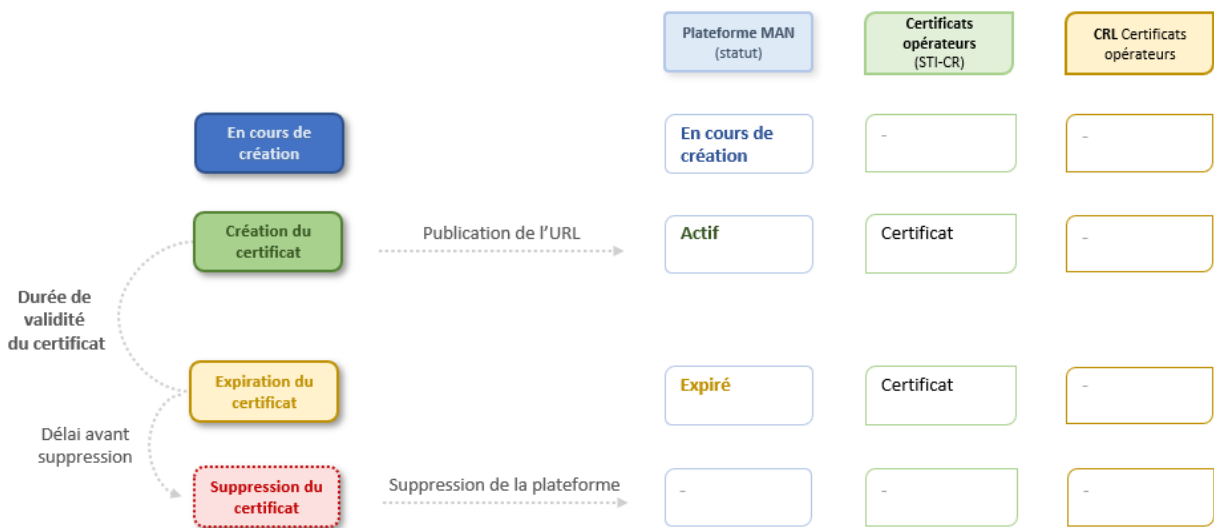 Plateforme MAN
(statut)
Certificats
opérateurs
(STI-CR)
CRL Certificats
opérateurs
En cours de
création
En cours de
création
-
-
Création du
certificat
Publication de l’URL
Actif
Certificat
-
Durée de
validité
du certificat
Expiration du
certificat
Expiré
Certificat
-
Délai avant
suppression
Suppression du
certificat
Suppression de la plateforme
-
-
-